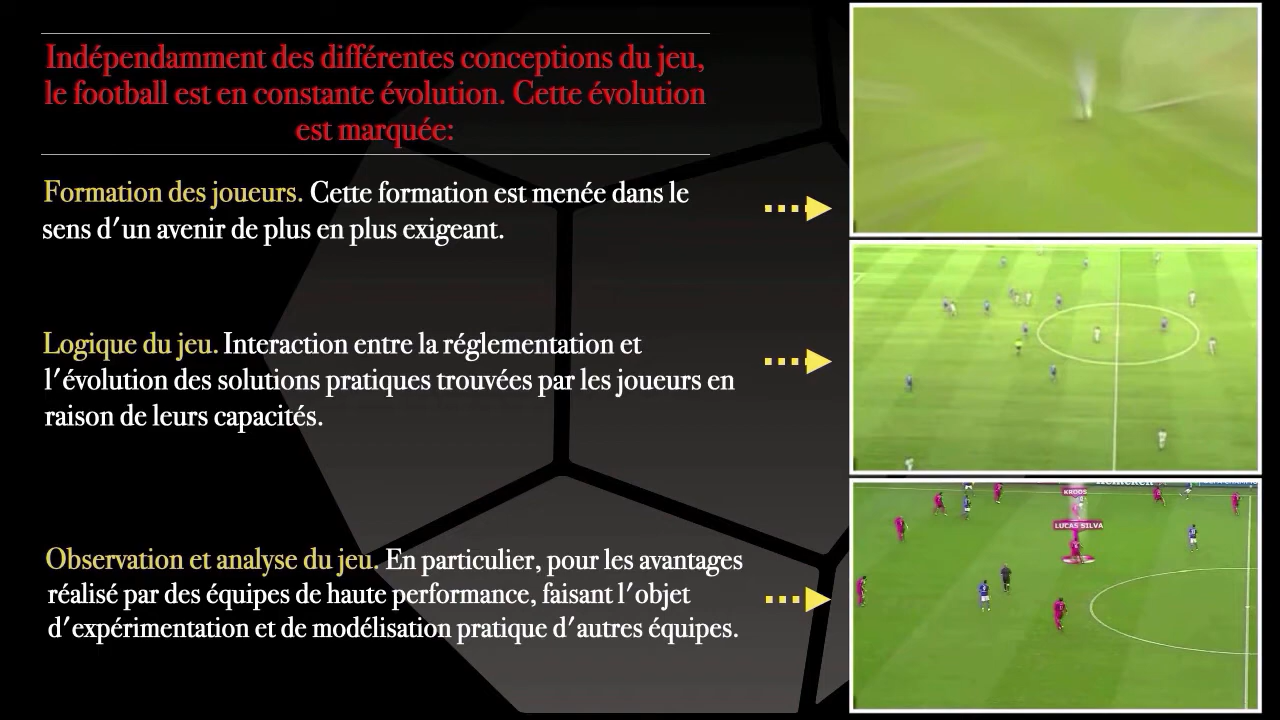 Indépendamment des différentes conceptions du jeu,
le football est en constante évolution. Cette évolution
est marquée:
Formation des joueurs. Cette formation est menée dans le
sens d'un avenir de plus en plus exigeant.
Logique du jeu. Interaction entre la réglementation et
l'évolution des solutions pratiques trouvées par les joueurs en
raison de leurs capacités.
Observation et analyse du jeu. En particulier, pour les avantages
réalisé par des équipes de haute performance, faisant l'objet
d'expérimentation et de modélisation pratique d'autres équipes.
KROOS
LUCAS SILVA